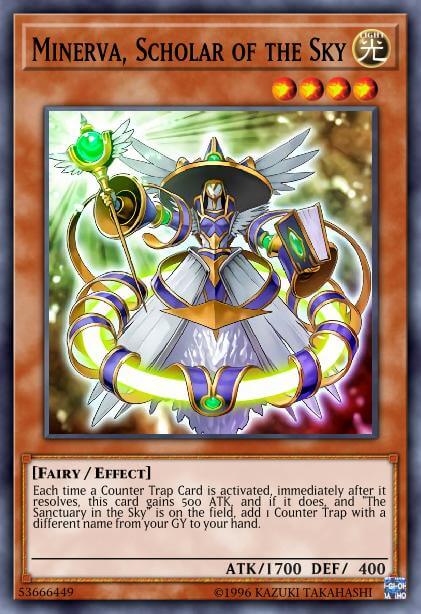 MINERVA, SCHOLAR OF THE SKY
LIGHT
光
[FAIRY / EFFECT]
Each time a Counter Trap Card is activated, immediately after it
resolves, this card gains 500 ATK, and if it does, and "The
Sanctuary in the Sky" is on the field, add 1 Counter Trap with a
different name from your GY to your hand.
ATK/1700 DEF/ 400
53666449
©1996 KAZUKI TAKAHASHI